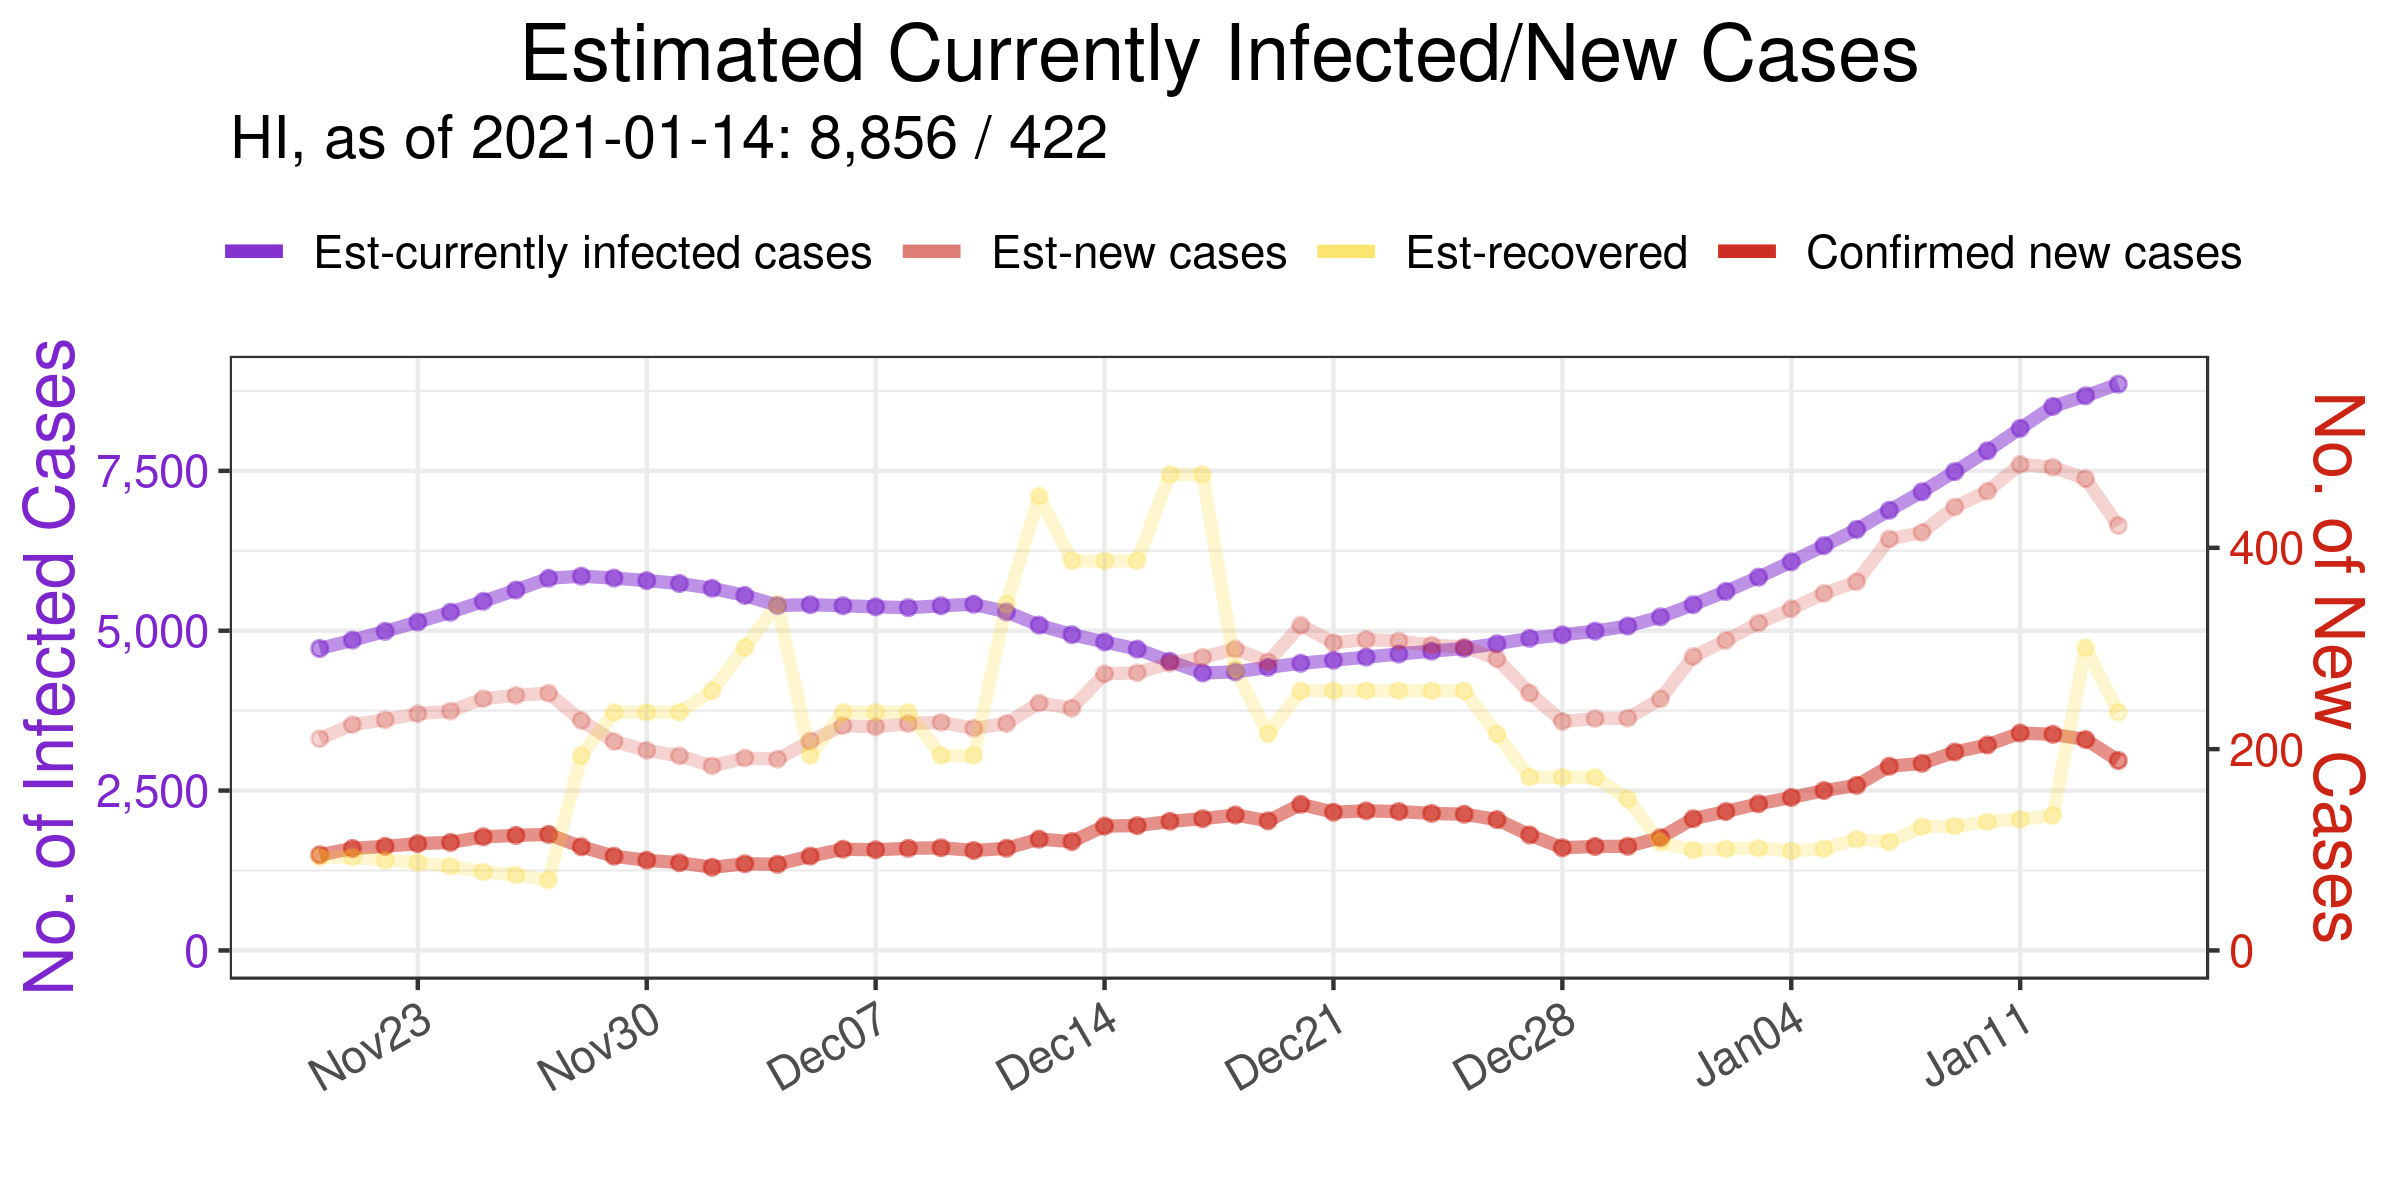 Estimated Currently Infected/New Cases
HI, as of 2021-01-14: 8,856 / 422
Est-currently infected cases Est-new cases Est-recovered Confirmed new cases
No. of Infected Cases
7,500
5,000
2,500
0
No. of New Cases
400
200
0
Nov23 Nov30 Dec07 Dec14 Dec21 Dec28 Jan04 Jan11